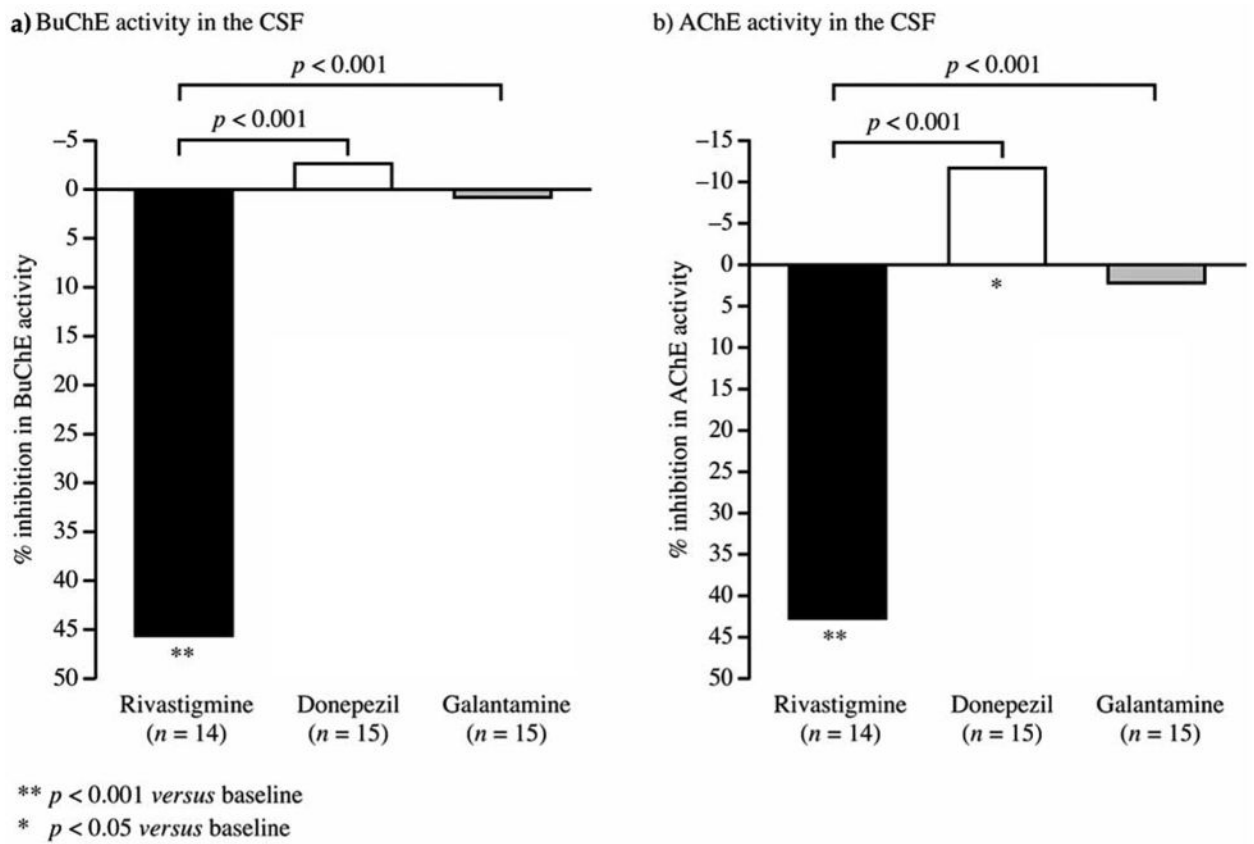 a) BuChE activity in the CSF
p < 0.001
p < 0.001
–5
0
5
10
15
20
25
30
35
40
45
50
% inhibition in BuChE activity
**
Rivastigmine
(n = 14)
Donepezil
(n = 15)
Galantamine
(n = 15)
b) AChE activity in the CSF
p < 0.001
p < 0.001
–15
–10
–5
0
5
10
15
20
25
30
35
40
45
50
% inhibition in AChE activity
*
**
Rivastigmine
(n = 14)
Donepezil
(n = 15)
Galantamine
(n = 15)
** p < 0.001 versus baseline
* p < 0.05 versus baseline